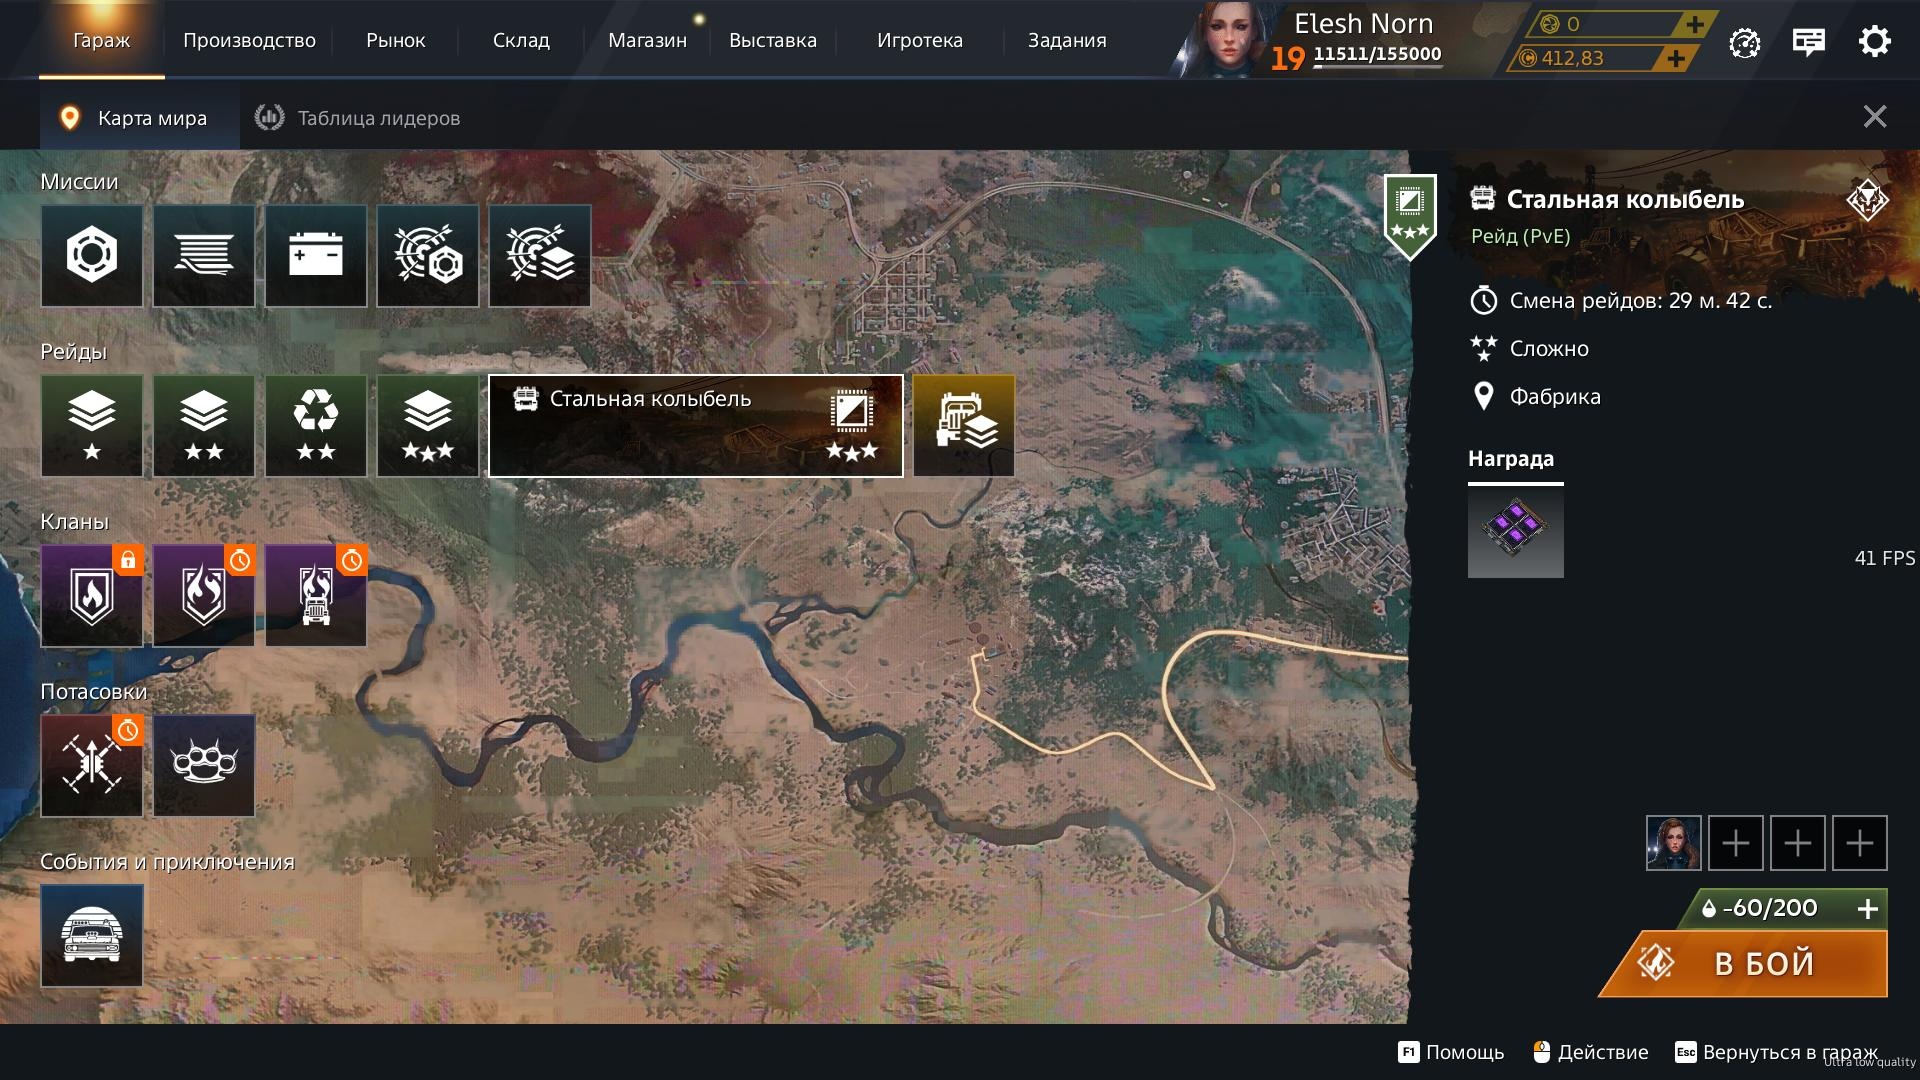 Гараж
Производство
Рынок
Склад
Магазин
Выставка
Игротека
Задания
Elesh Norn
19 11511/155000
0
412,83
Карта мира
Таблица лидеров
Миссии
Рейды
Стальная колыбель
Кланы
Потасовки
События и приключения
Стальная колыбель
Рейд (PvE)
Смена рейдов: 29 м. 42 с.
Сложно
Фабрика
Награда
41 FPS
-60/200
В БОЙ
F1 Помощь
Действие
Esc Вернуться в гараж
Ultra low quality